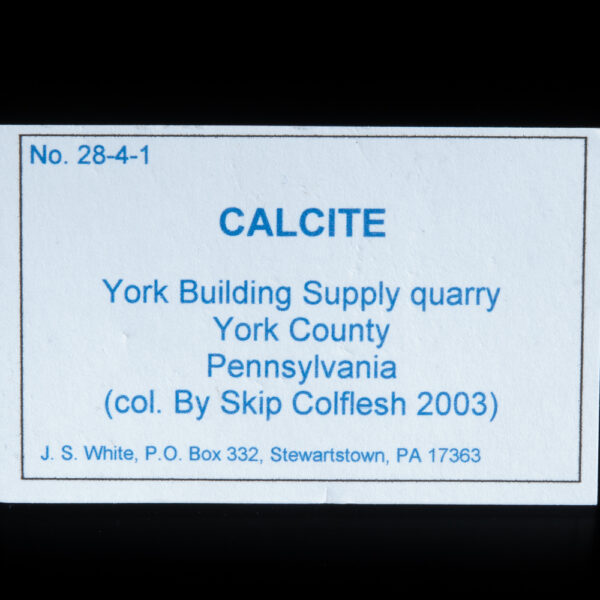 No. 28-4-1
CALCITE
York Building Supply quarry
York County
Pennsylvania
(col. By Skip Colflesh 2003)
J. S. White, P.O. Box 332, Stewartstown, PA 17363